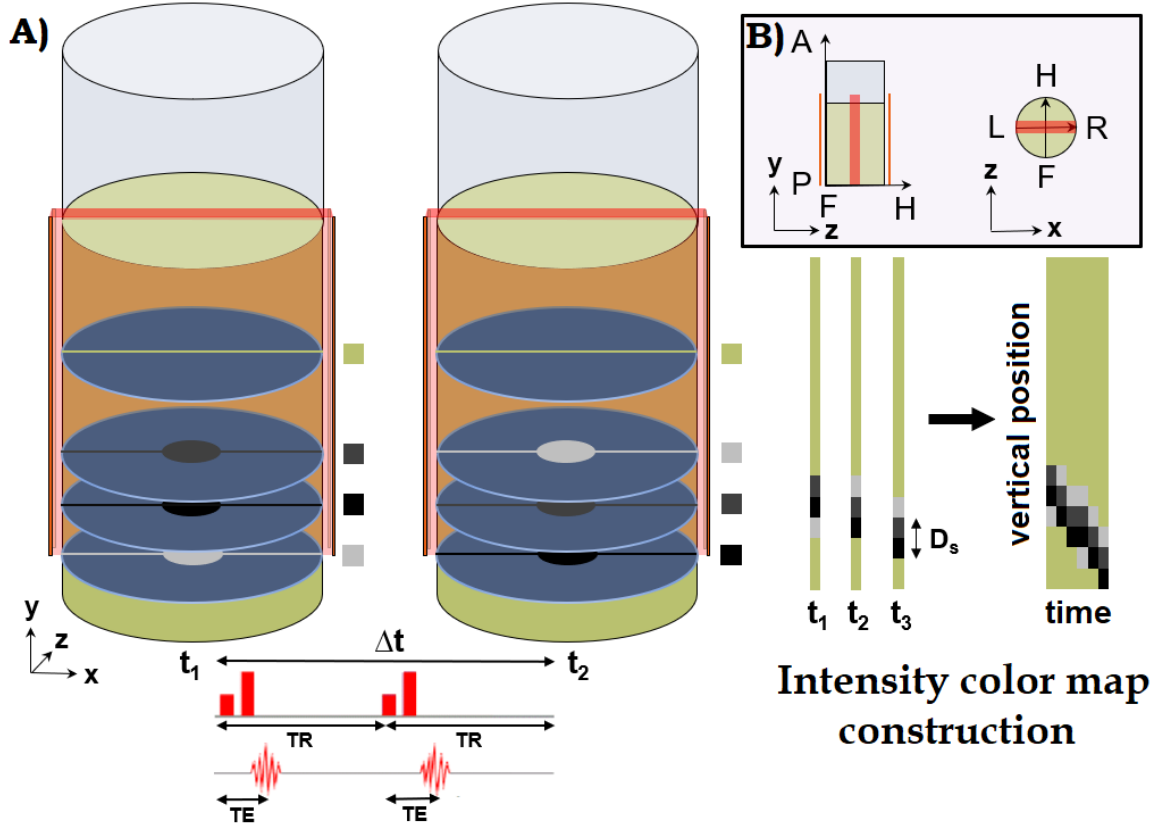 A)
B)
A
H
y
P
F
H
z
L
R
z
F
x
vertical position
D_s
t_1 t_2 t_3
time
y
z
x
t_1 Δt t_2
TR TR
TE TE
Intensity color map
construction